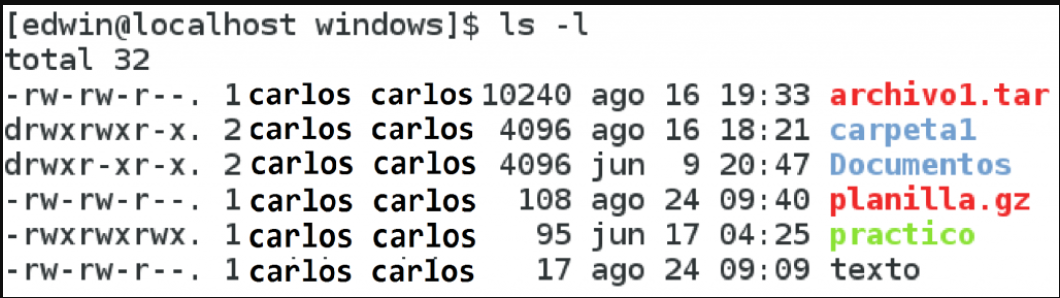 [edwin@localhost windows]$ ls -l
total 32
-rw-rw-r--. 1 carlos carlos 10240 ago 16 19:33 archivo1.tar
drwxrwxr-x. 2 carlos carlos 4096 ago 16 18:21 carpeta1
drwxr-xr-x. 2 carlos carlos 4096 jun 9 20:47 Documentos
-rw-rw-r--. 1 carlos carlos 108 ago 24 09:40 planilla.gz
-rwxrwxrwx. 1 carlos carlos 95 jun 17 04:25 practico
-rw-rw-r--. 1 carlos carlos 17 ago 24 09:09 texto